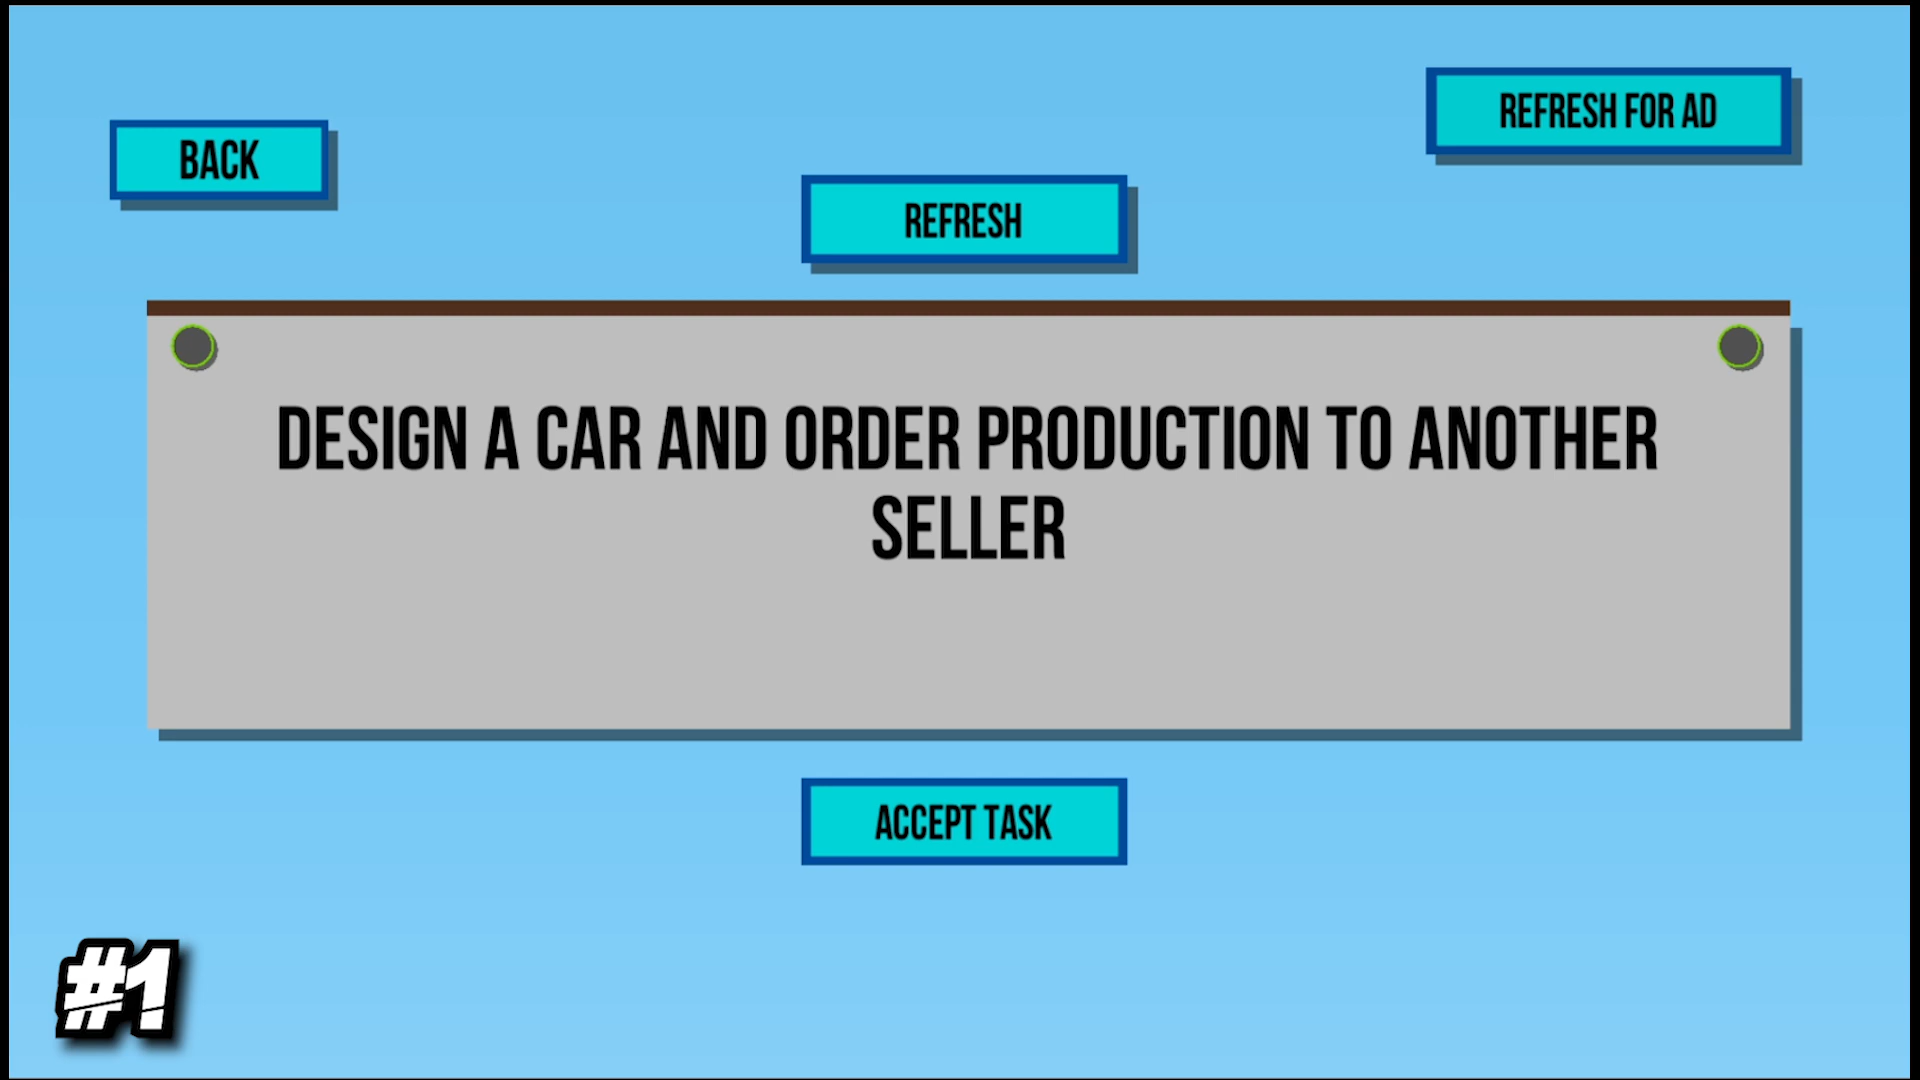 REFRESH FOR AD
BACK
REFRESH
DESIGN A CAR AND ORDER PRODUCTION TO ANOTHER
SELLER
ACCEPT TASK
#1